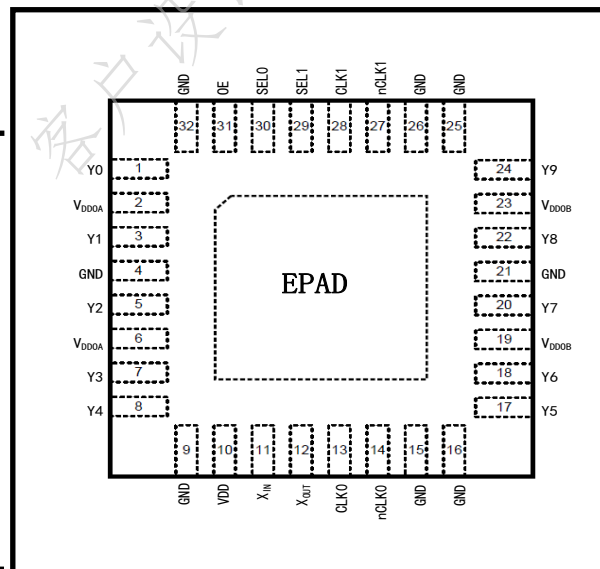 客户设
GND OE SEL0 SEL1 CLK1 nCLK1 GND GND
32 31 30 29 28 27 26 25
Y0 1 24 Y9
VDDOA 2 23 VDDOB
Y1 3 22 Y8
GND 4 21 GND
EPAD
Y2 5 20 Y7
VDDOA 6 19 VDDOB
Y3 7 18 Y6
Y4 8 17 Y5
9 10 11 12 13 14 15 16
GND VDD XIN XOUT CLK0 nCLK0 GND GND